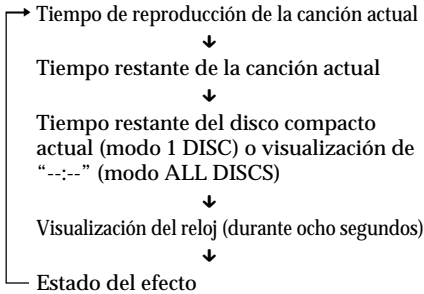 Tiempo de reproducción de la canción actual
Tiempo restante de la canción actual
Tiempo restante del disco compacto
actual (modo 1 DISC) o visualización de
“--:--” (modo ALL DISCS)
Visualización del reloj (durante ocho segundos)
Estado del efecto